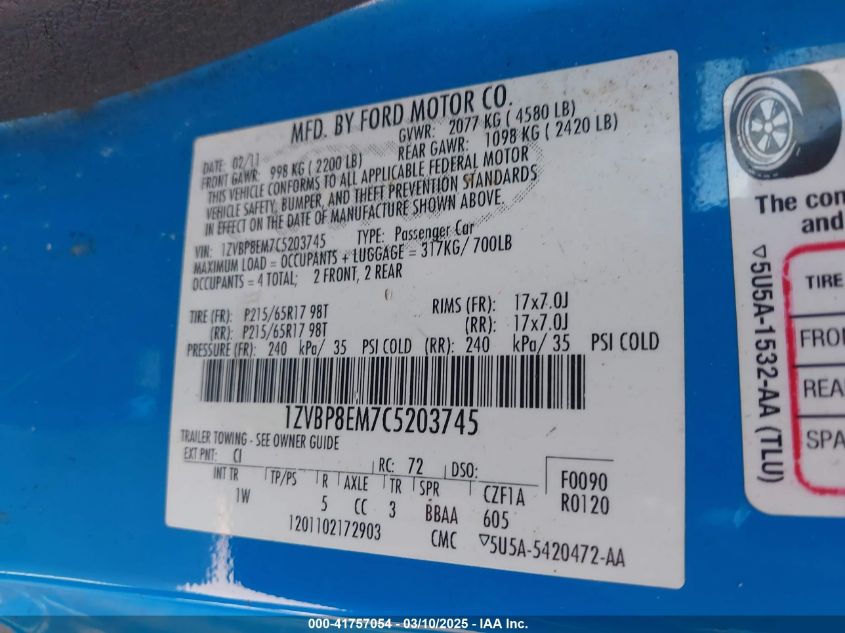 MFD. BY FORD MOTOR CO.
DATE: 02/11 GVWR: 2077 KG ( 4580 LB)
FRONT GAWR: 998 KG ( 2200 LB) REAR GAWR: 1098 KG ( 2420 LB)
THIS VEHICLE CONFORMS TO ALL APPLICABLE FEDERAL MOTOR
VEHICLE SAFETY, BUMPER, AND THEFT PREVENTION STANDARDS
IN EFFECT ON THE DATE OF MANUFACTURE SHOWN ABOVE.
VIN: 1ZVBP8EM7C5203745 TYPE: Passenger Car
MAXIMUM LOAD = OCCUPANTS + LUGGAGE = 317KG/ 700LB
OCCUPANTS = 4 TOTAL; 2 FRONT, 2 REAR
TIRE (FR): P215/65R17 98T RIMS (FR): 17x7.0J
(RR): P215/65R17 98T (RR): 17x7.0J
PRESSURE (FR): 240 kPa/ 35 PSI COLD (RR): 240 kPa/ 35 PSI COLD
1ZVBP8EM7C5203745
TRAILER TOWING - SEE OWNER GUIDE
EXT PNT: CI RC: 72 DSO: F0090
INT TR TP/PS R AXLE TR SPR CZF1A R0120
1W 5 CC 3 BBAA 605
1201102172903 CMC ▽5U5A-5420472-AA
The con
and
TIRE
FRON
REA
SPA
▽5U5A-1532-AA (TLU)
000-41757054 - 03/10/2025 - IAA Inc.